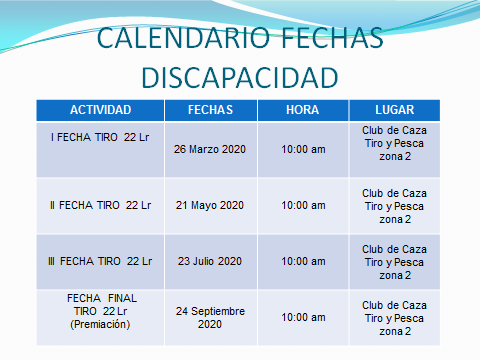 CALENDARIO FECHAS
DISCAPACIDAD
ACTIVIDAD FECHAS HORA LUGAR
I FECHA TIRO 22 Lr 26 Marzo 2020 10:00 am Club de Caza
Tiro y Pesca
zona 2
II FECHA TIRO 22 Lr 21 Mayo 2020 10:00 am Club de Caza
Tiro y Pesca
zona 2
III FECHA TIRO 22 Lr 23 Julio 2020 10:00 am Club de Caza
Tiro y Pesca
zona 2
FECHA FINAL
TIRO 22 Lr
(Premiación)
24 Septiembre
2020
10:00 am
Club de Caza
Tiro y Pesca
zona 2